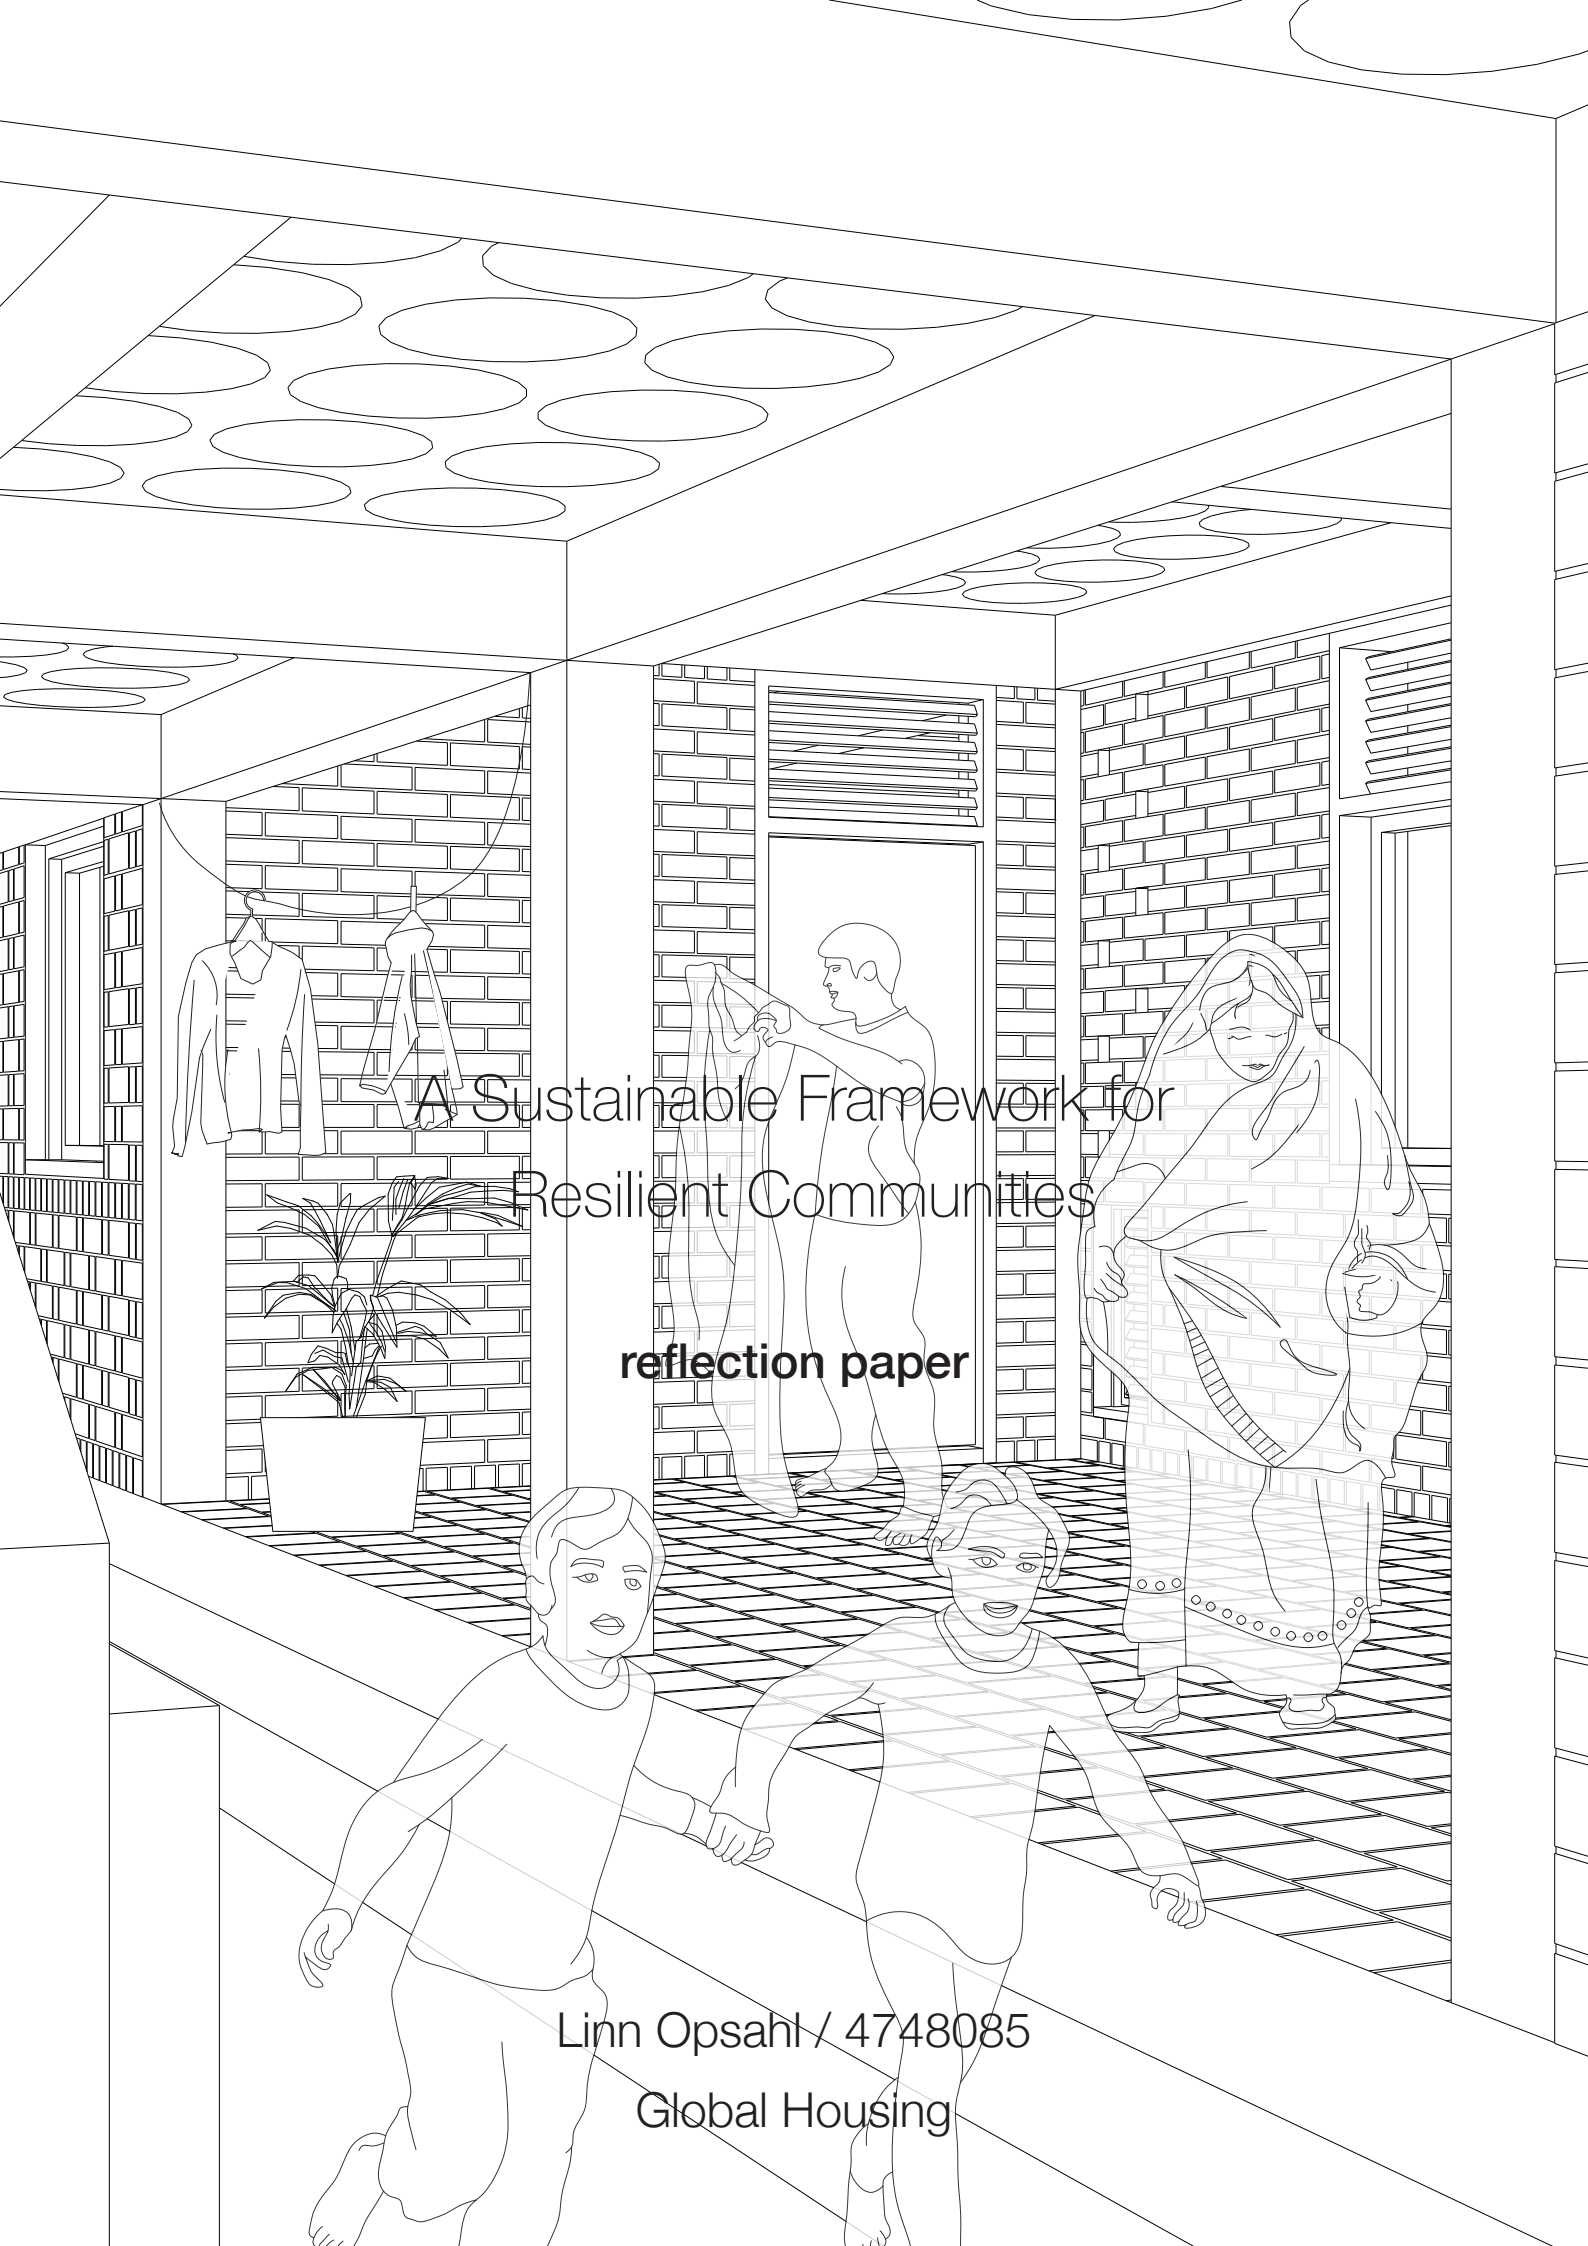 A Sustainable Framework for
Resilient Communities
reflection paper
Linn Opsahl / 4748085
Global Housing